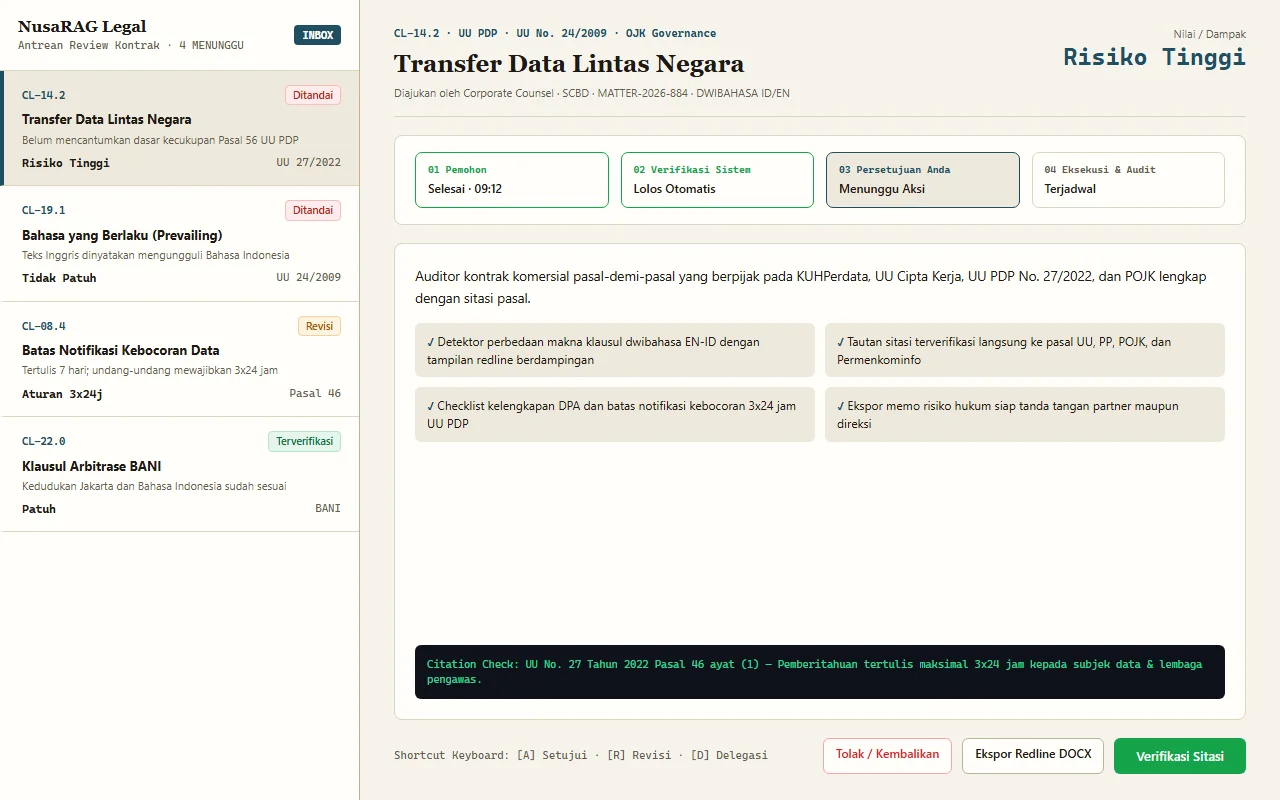 NusaRAG Legal
Antrean Review Kontrak · 4 MENUNGGU
INBOX
CL-14.2
Ditandai
Transfer Data Lintas Negara
Belum mencantumkan dasar kecukupan Pasal 56 UU PDP
Risiko Tinggi
UU 27/2022
CL-19.1
Ditandai
Bahasa yang Berlaku (Prevailing)
Teks Inggris dinyatakan mengungguli Bahasa Indonesia
Tidak Patuh
UU 24/2009
CL-08.4
Revisi
Batas Notifikasi Kebocoran Data
Tertulis 7 hari; undang-undang mewajibkan 3x24 jam
Aturan 3x24j
Pasal 46
CL-22.0
Terverifikasi
Klausul Arbitrase BANI
Kedudukan Jakarta dan Bahasa Indonesia sudah sesuai
Patuh
BANI
CL-14.2 · UU PDP · UU No. 24/2009 · OJK Governance
Transfer Data Lintas Negara
Diajukan oleh Corporate Counsel · SCBD · MATTER-2026-884 · DWIBAHASA ID/EN
Nilai / Dampak
Risiko Tinggi
01 Pemohon
Selesai · 09:12
02 Verifikasi Sistem
Lolos Otomatis
03 Persetujuan Anda
Menunggu Aksi
04 Eksekusi & Audit
Terjadwal
Auditor kontrak komersial pasal-demi-pasal yang berpijak pada KUHPerdata, UU Cipta Kerja, UU PDP No. 27/2022, dan POJK lengkap
dengan sitasi pasal.
✓ Detektor perbedaan makna klausul dwibahasa EN-ID dengan
tampilan redline berdampingan
✓ Tautan sitasi terverifikasi langsung ke pasal UU, PP, POJK, dan
Permenkominfo
✓ Checklist kelengkapan DPA dan batas notifikasi kebocoran 3x24 jam
UU PDP
✓ Ekspor memo risiko hukum siap tanda tangan partner maupun
direksi
Citation Check: UU No. 27 Tahun 2022 Pasal 46 ayat (1) — Pemberitahuan tertulis maksimal 3x24 jam kepada subjek data & lembaga
pengawas.
Shortcut Keyboard: [A] Setujui · [R] Revisi · [D] Delegasi
Tolak / Kembalikan
Ekspor Redline DOCX
Verifikasi Sitasi